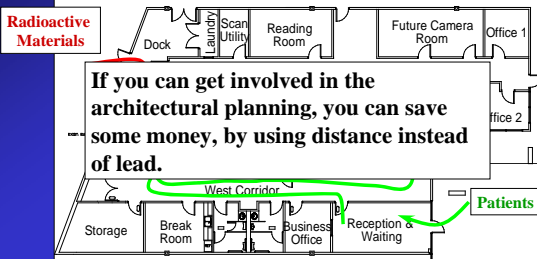 Radioactive
Materials
Dock
Laundry
Scan
Utility
Reading
Room
Future Camera
Room
Office 1
If you can get involved in the
architectural planning, you can save
some money, by using distance instead
of lead.
ffice 2
West Corridor
Patients
Storage
Break
Room
Business
Office
Reception &
Waiting